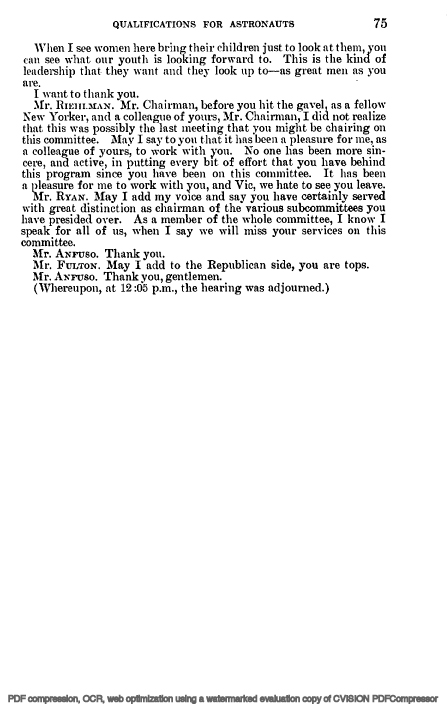 QUALIFICATIONS FOR ASTRONAUTS 75
When I see women here bring their children just to look at them, you
can see what our youth is looking forward to. This is the kind of
leadership that they want and they look up to—as great men as you
are.
I want to thank you.
Mr. RIEHLMAN. Mr. Chairman, before you hit the gavel, as a fellow
New Yorker, and a colleague of yours, Mr. Chairman, I did not realize
that this was possibly the last meeting that you might be chairing on
this committee. May I say to you that it has been a pleasure for me, as
a colleague of yours, to work with you. No one has been more sin-
cere, and active, in putting every bit of effort that you have behind
this program since you have been on this committee. It has been
a pleasure for me to work with you, and Vic, we hate to see you leave.
Mr. RYAN. May I add my voice and say you have certainly served
with great distinction as chairman of the various subcommittees you
have presided over. As a member of the whole committee, I know I
speak for all of us, when I say we will miss your services on this
committee.
Mr. ANFUSO. Thank you.
Mr. FULTON. May I add to the Republican side, you are tops.
Mr. ANFUSO. Thank you, gentlemen.
(Whereupon, at 12:05 p.m., the hearing was adjourned.)
PDF compression, OCR, web optimization using a watermarked evaluation copy of CVISION PDFCompressor